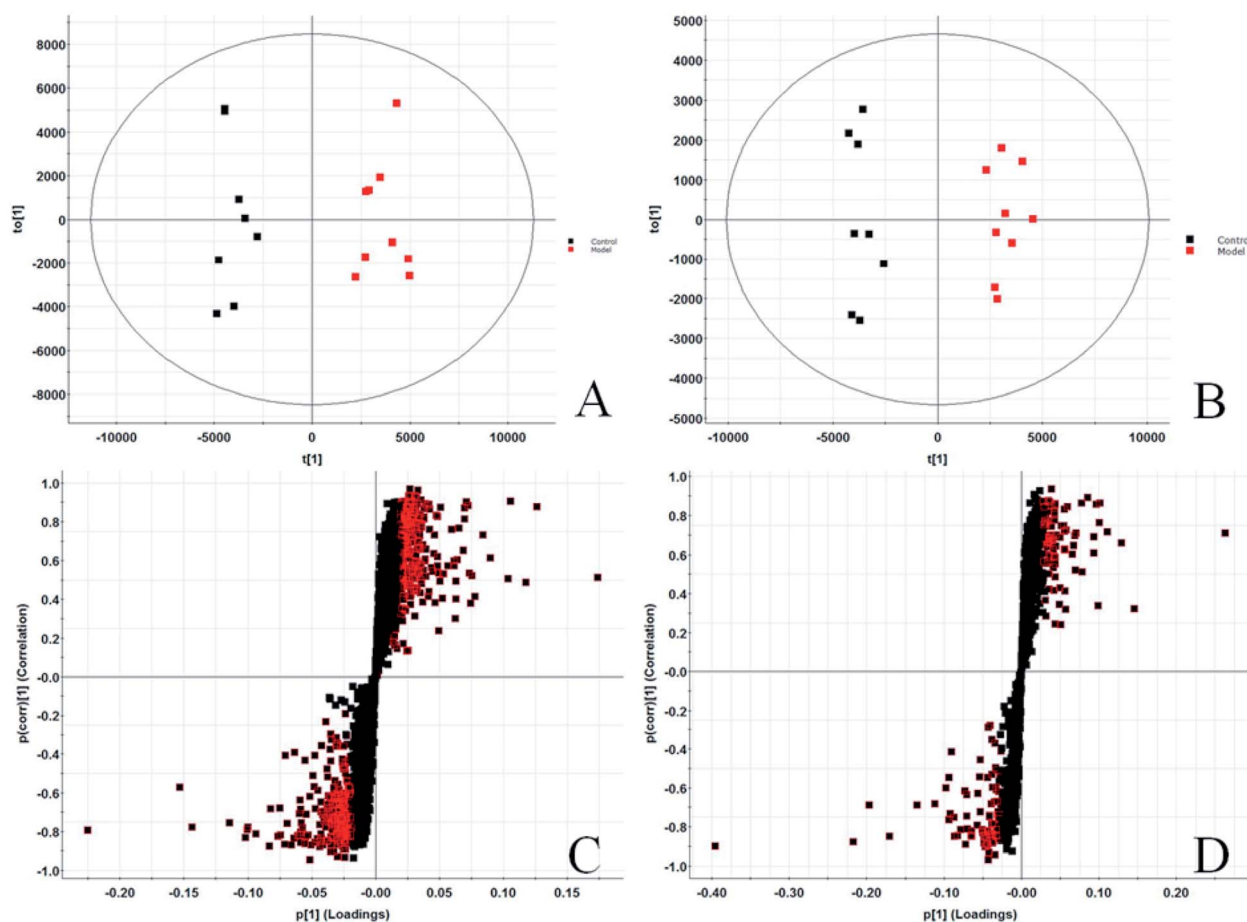 8000
6000
4000
2000
0
-2000
-4000
-6000
-8000
to[1]
-10000 -5000 0 5000 10000
t[1]
Control
Model
A
5000
4000
3000
2000
1000
0
-1000
-2000
-3000
-4000
-5000
to[1]
-10000 -5000 0 5000 10000
t[1]
Control
Model
B
1.0
0.8
0.6
0.4
0.2
-0.0
-0.2
-0.4
-0.6
-0.8
-1.0
p(corr)[1] (Correlation)
-0.20 -0.15 -0.10 -0.05 -0.00 0.05 0.10 0.15
p[1] (Loadings)
C
1.0
0.8
0.6
0.4
0.2
-0.0
-0.2
-0.4
-0.6
-0.8
-1.0
p(corr)[1] (Correlation)
-0.40 -0.30 -0.20 -0.10 -0.00 0.10 0.20
p[1] (Loadings)
D